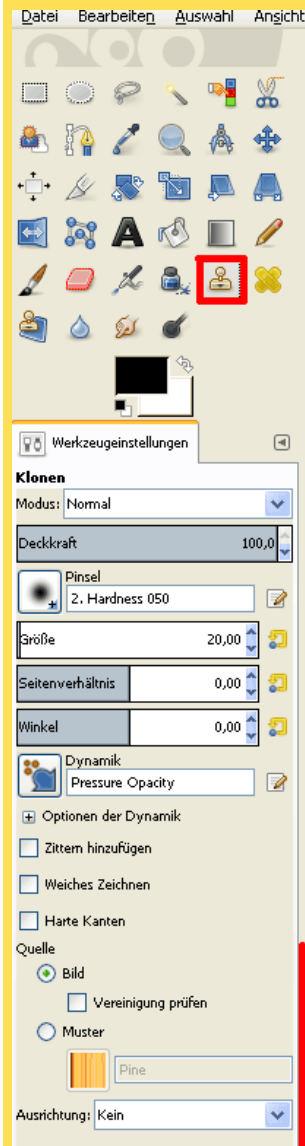 Datei Bearbeiten Auswahl Ansicht
Werkzeugeinstellungen
Klonen
Modus: Normal
Deckkraft 100,0
Pinsel
2. Hardness 050
Größe 20,00
Seitenverhältnis 0,00
Winkel 0,00
Dynamik
Pressure Opacity
Optionen der Dynamik
Zittern hinzufügen
Weiches Zeichnen
Harte Kanten
Quelle
Bild
Vereinigung prüfen
Muster
Pine
Ausrichtung: Kein